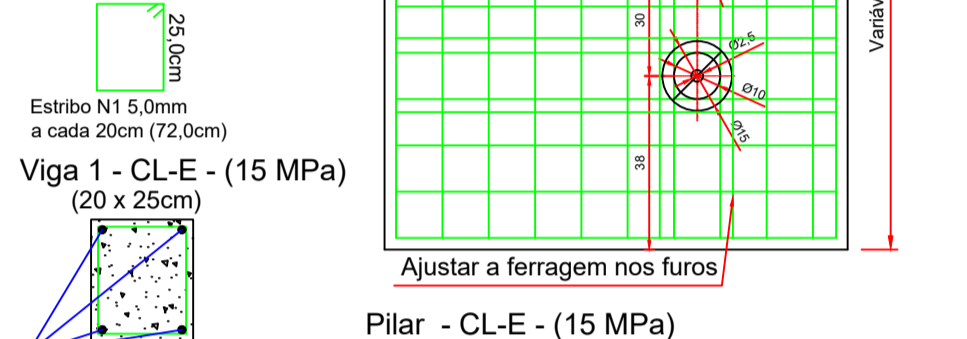 25,0cm
Estribo N1 5,0mm
a cada 20cm (72,0cm)
Viga 1 - CL-E - (15 MPa)
(20 x 25cm)
30
Ø2,5
Ø10
Ø15
38
Ajustar a ferragem nos furos
Pilar - CL-E - (15 MPa)